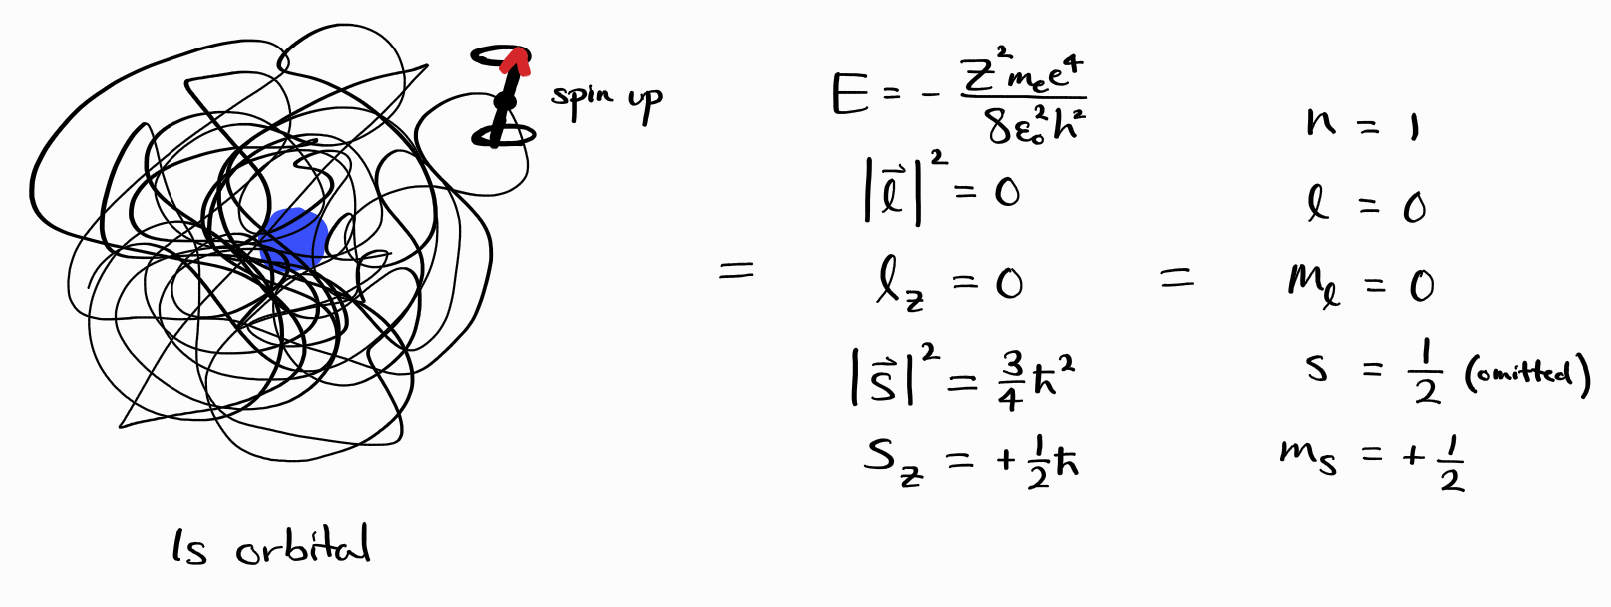 spin up
1s orbital
=
E = - Z²mₑe⁴ / 8ε₀²h²
|l⃗|² = 0
l_z = 0
|s⃗|² = 3/4 ħ²
S_z = + 1/2 ħ
=
n = 1
l = 0
m_l = 0
s = 1/2 (omitted)
m_s = + 1/2